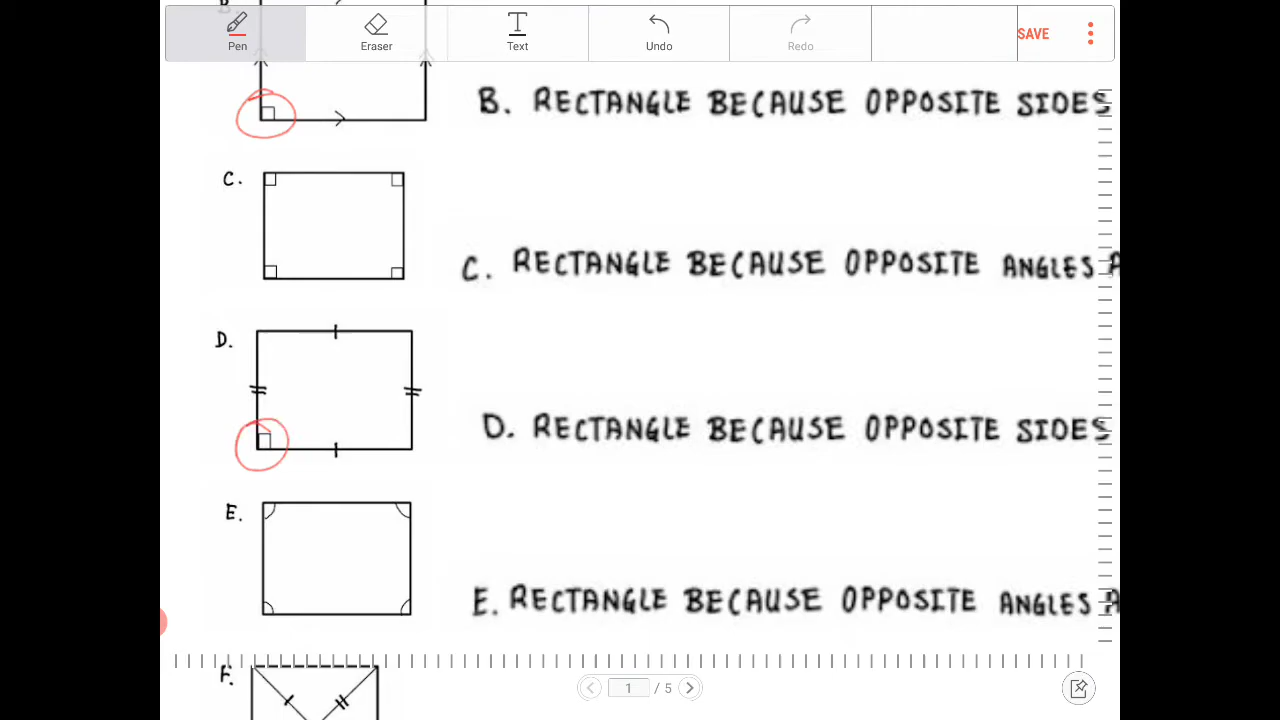 B.
Pen
Eraser
Text
Undo
Redo
SAVE
B. RECTANGLE BECAUSE OPPOSITE SIDES
C.
C. RECTANGLE BECAUSE OPPOSITE ANGLES A
D.
D. RECTANGLE BECAUSE OPPOSITE SIDES
E.
E. RECTANGLE BECAUSE OPPOSITE ANGLES A
F.
1 / 5